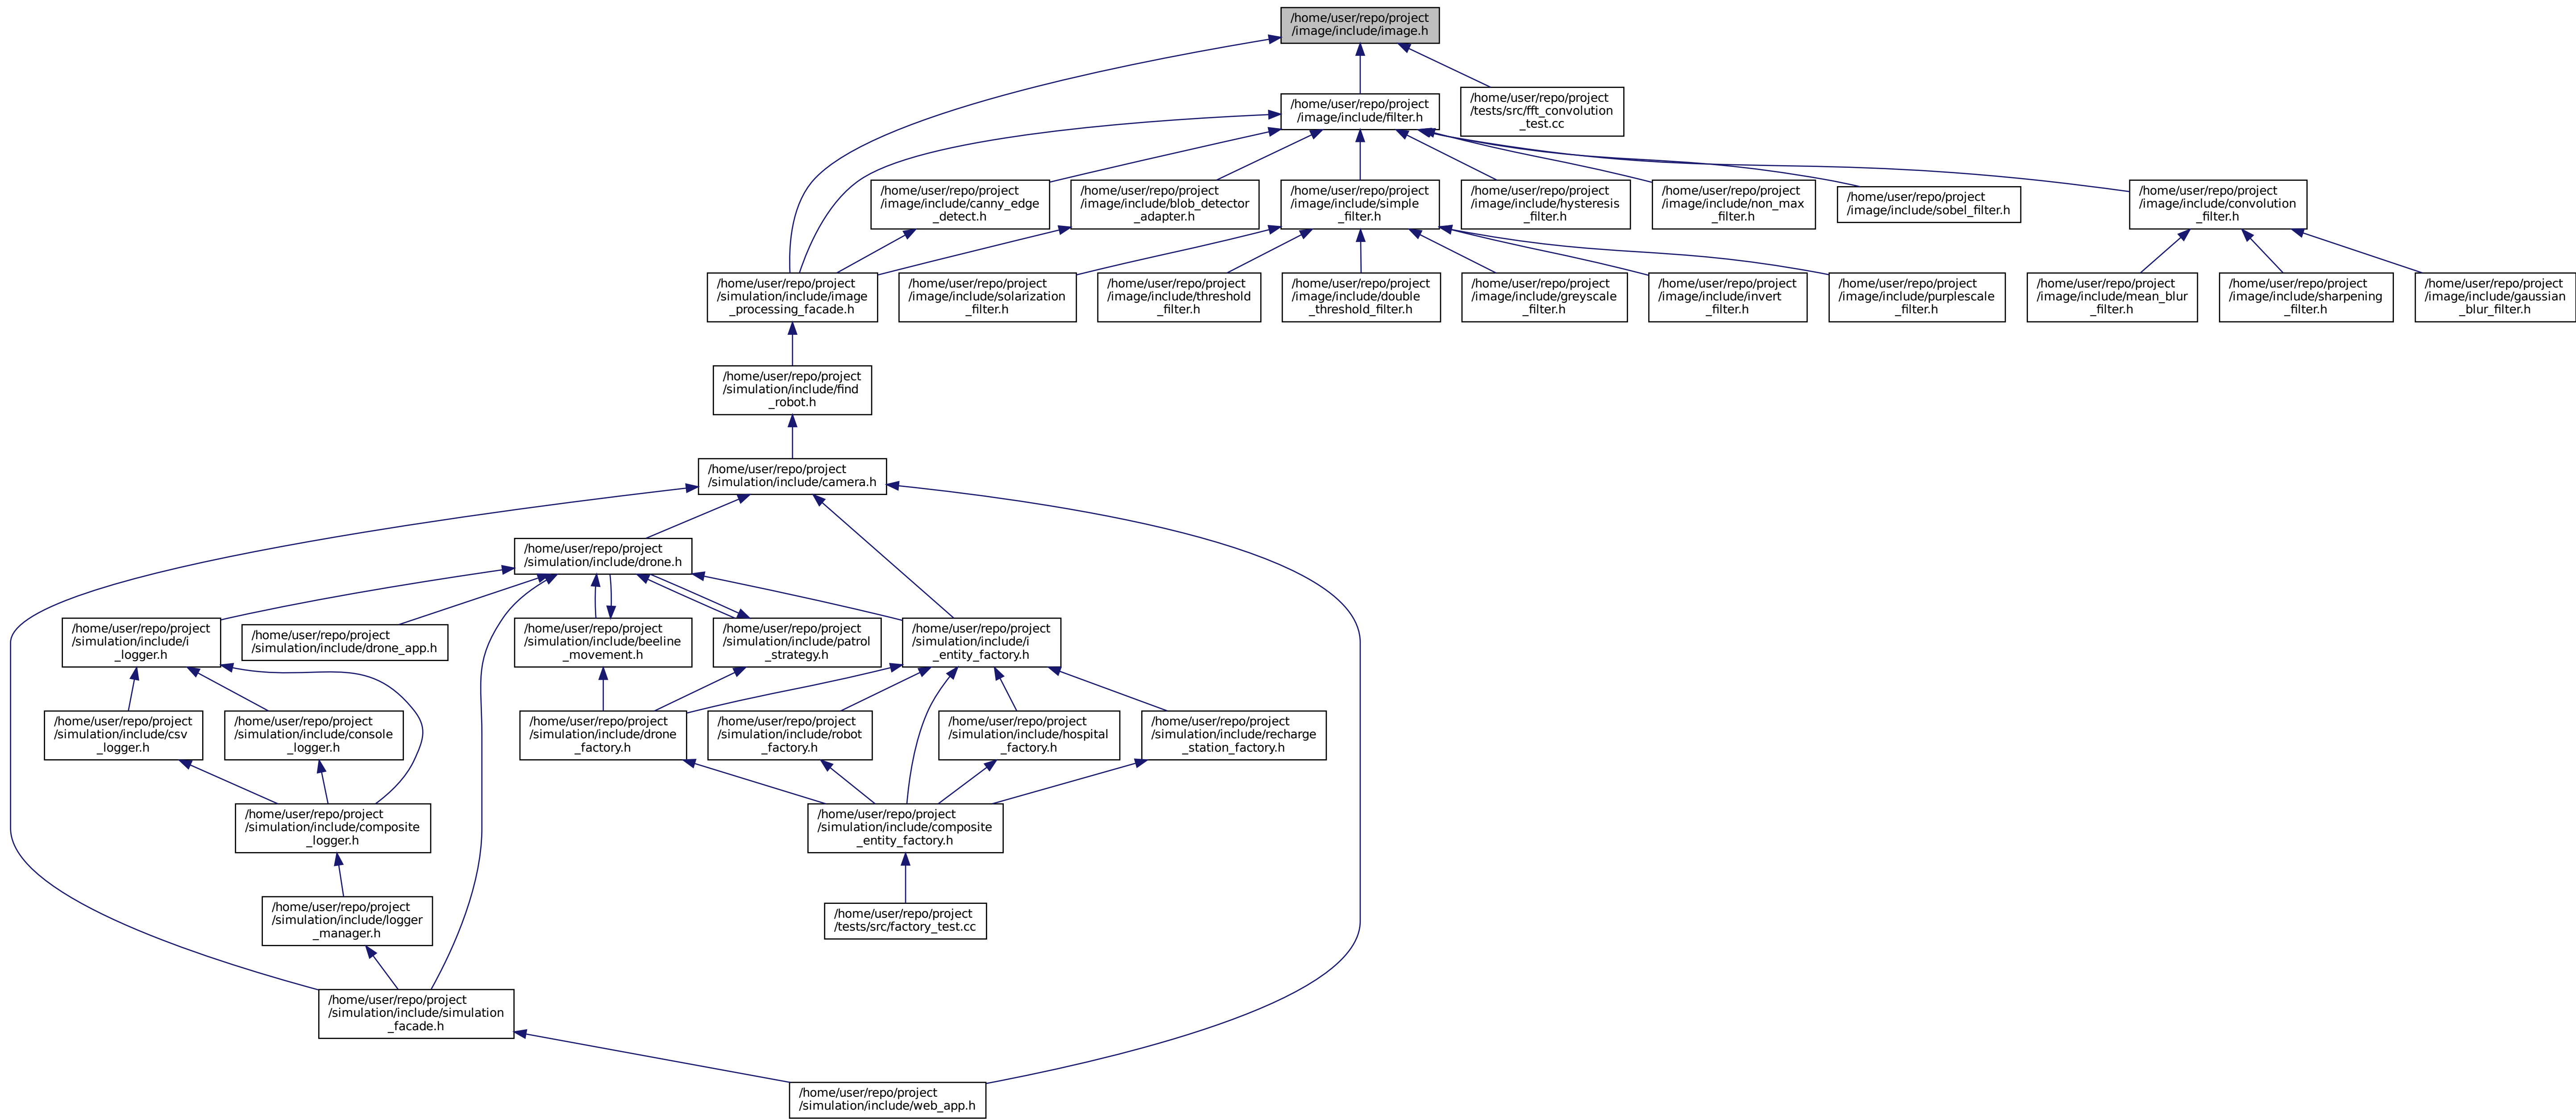 /home/user/repo/project
/image/include/image.h
/home/user/repo/project
/tests/src/fft_convolution
_test.cc
/home/user/repo/project
/image/include/filter.h
/home/user/repo/project
/image/include/canny_edge
_detect.h
/home/user/repo/project
/image/include/blob_detector
_adapter.h
/home/user/repo/project
/image/include/simple
_filter.h
/home/user/repo/project
/image/include/hysteresis
_filter.h
/home/user/repo/project
/image/include/non_max
_filter.h
/home/user/repo/project
/image/include/sobel_filter.h
/home/user/repo/project
/image/include/convolution
_filter.h
/home/user/repo/project
/simulation/include/image
_processing_facade.h
/home/user/repo/project
/image/include/solarization
_filter.h
/home/user/repo/project
/image/include/threshold
_filter.h
/home/user/repo/project
/image/include/double
_threshold_filter.h
/home/user/repo/project
/image/include/greyscale
_filter.h
/home/user/repo/project
/image/include/invert
_filter.h
/home/user/repo/project
/image/include/purplescale
_filter.h
/home/user/repo/project
/image/include/mean_blur
_filter.h
/home/user/repo/project
/image/include/sharpening
_filter.h
/home/user/repo/project
/image/include/gaussian
_blur_filter.h
/home/user/repo/project
/simulation/include/find
_robot.h
/home/user/repo/project
/simulation/include/camera.h
/home/user/repo/project
/simulation/include/drone.h
/home/user/repo/project
/simulation/include/i
_logger.h
/home/user/repo/project
/simulation/include/drone_app.h
/home/user/repo/project
/simulation/include/beeline
_movement.h
/home/user/repo/project
/simulation/include/patrol
_strategy.h
/home/user/repo/project
/simulation/include/i
_entity_factory.h
/home/user/repo/project
/simulation/include/csv
_logger.h
/home/user/repo/project
/simulation/include/console
_logger.h
/home/user/repo/project
/simulation/include/drone
_factory.h
/home/user/repo/project
/simulation/include/robot
_factory.h
/home/user/repo/project
/simulation/include/hospital
_factory.h
/home/user/repo/project
/simulation/include/recharge
_station_factory.h
/home/user/repo/project
/simulation/include/composite
_logger.h
/home/user/repo/project
/simulation/include/composite
_entity_factory.h
/home/user/repo/project
/simulation/include/logger
_manager.h
/home/user/repo/project
/tests/src/factory_test.cc
/home/user/repo/project
/simulation/include/simulation
_facade.h
/home/user/repo/project
/simulation/include/web_app.h